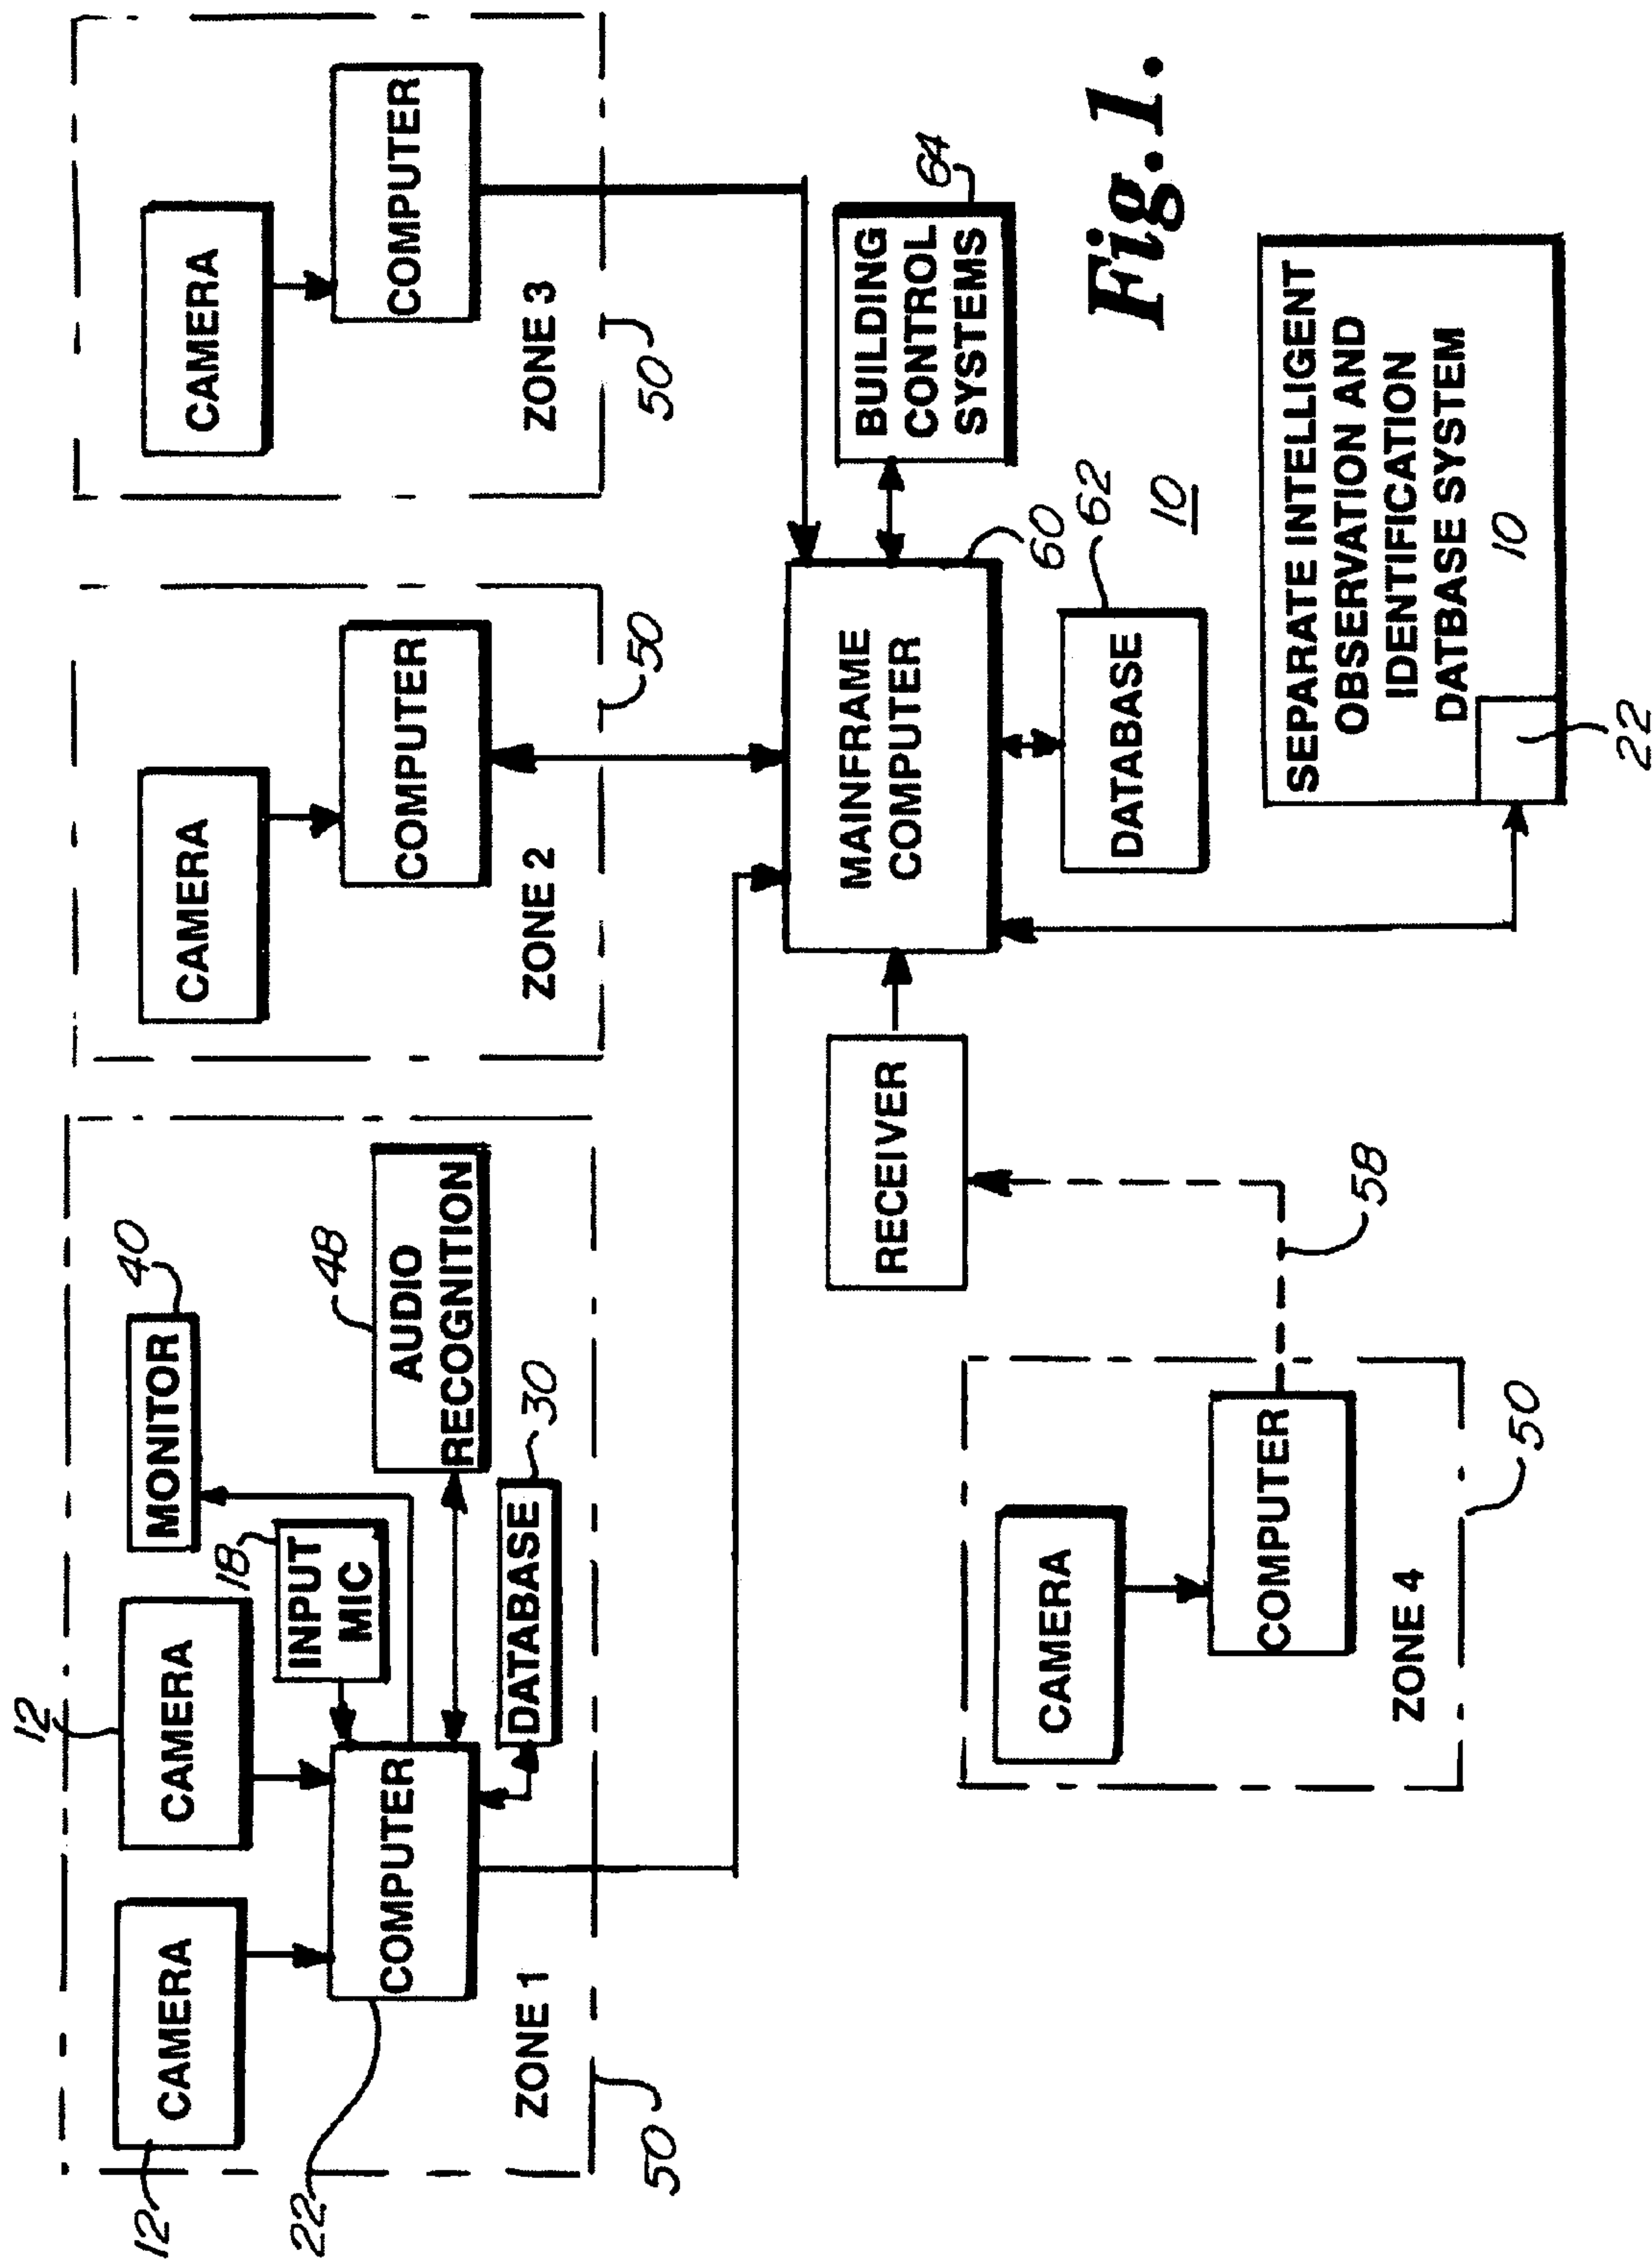 12
CAMERA
12
CAMERA
MONITOR
40
18
INPUT
MIC
22
COMPUTER
AUDIO
RECOGNITION
48
DATABASE
30
ZONE 1
50
CAMERA
COMPUTER
ZONE 2
50
CAMERA
COMPUTER
ZONE 3
50
RECEIVER
MAINFRAME
COMPUTER
60
BUILDING
CONTROL
SYSTEMS
64
DATABASE
62
10
CAMERA
COMPUTER
ZONE 4
50
58
SEPARATE INTELLIGENT
OBSERVATION AND
IDENTIFICATION
DATBASE SYSTEM
10
22
Fig..1.